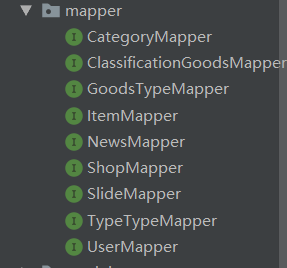 mapper
I CategoryMapper
I ClassificationGoodsMapper
I GoodsTypeMapper
I ItemMapper
I NewsMapper
I ShopMapper
I SlideMapper
I TypeTypeMapper
I UserMapper